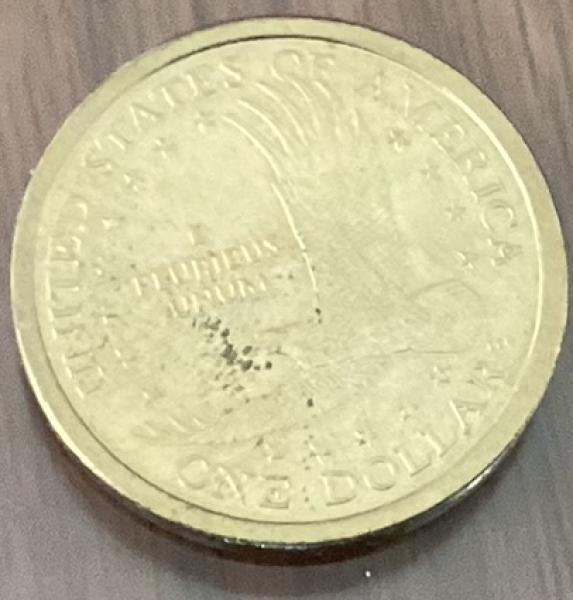 UNITED STATES OF AMERICA
E
PLURIBUS
UNUM
ONE DOLLAR